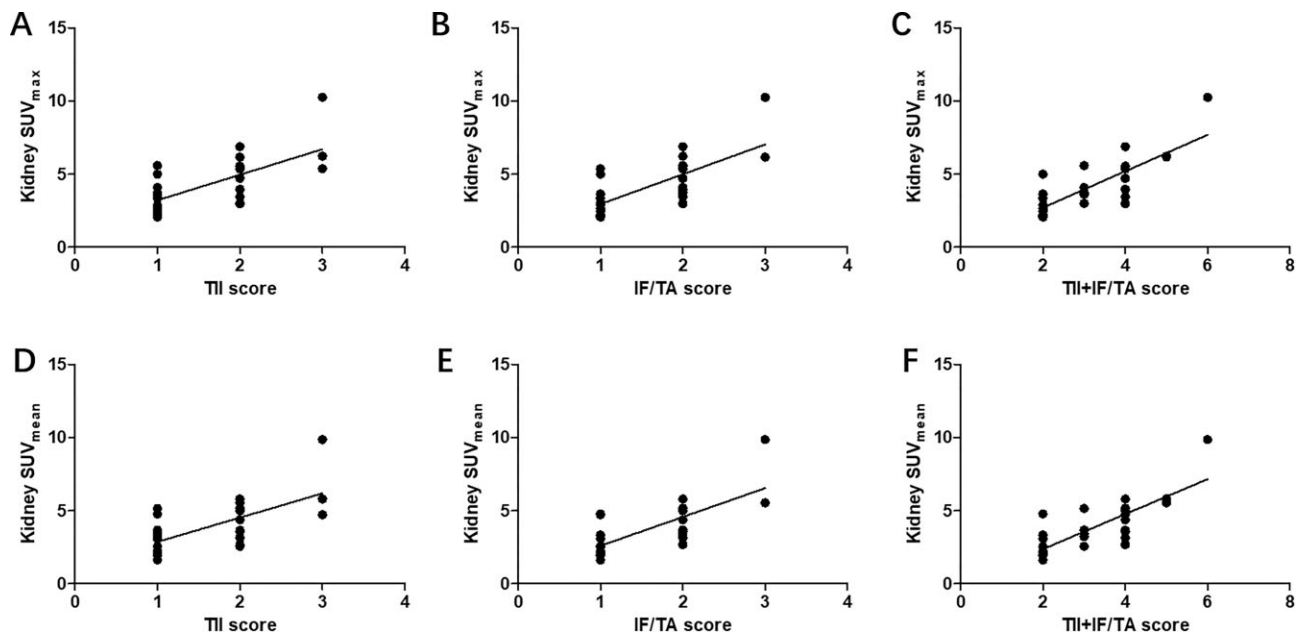 A
Kidney SUVmax
15
10
5
0
0 1 2 3 4
TII score
B
Kidney SUVmax
15
10
5
0
0 1 2 3 4
IF/TA score
C
Kidney SUVmax
15
10
5
0
0 2 4 6 8
TII+IF/TA score
D
Kidney SUVmean
15
10
5
0
0 1 2 3 4
TII score
E
Kidney SUVmean
15
10
5
0
0 1 2 3 4
IF/TA score
F
Kidney SUVmean
15
10
5
0
0 2 4 6 8
TII+IF/TA score